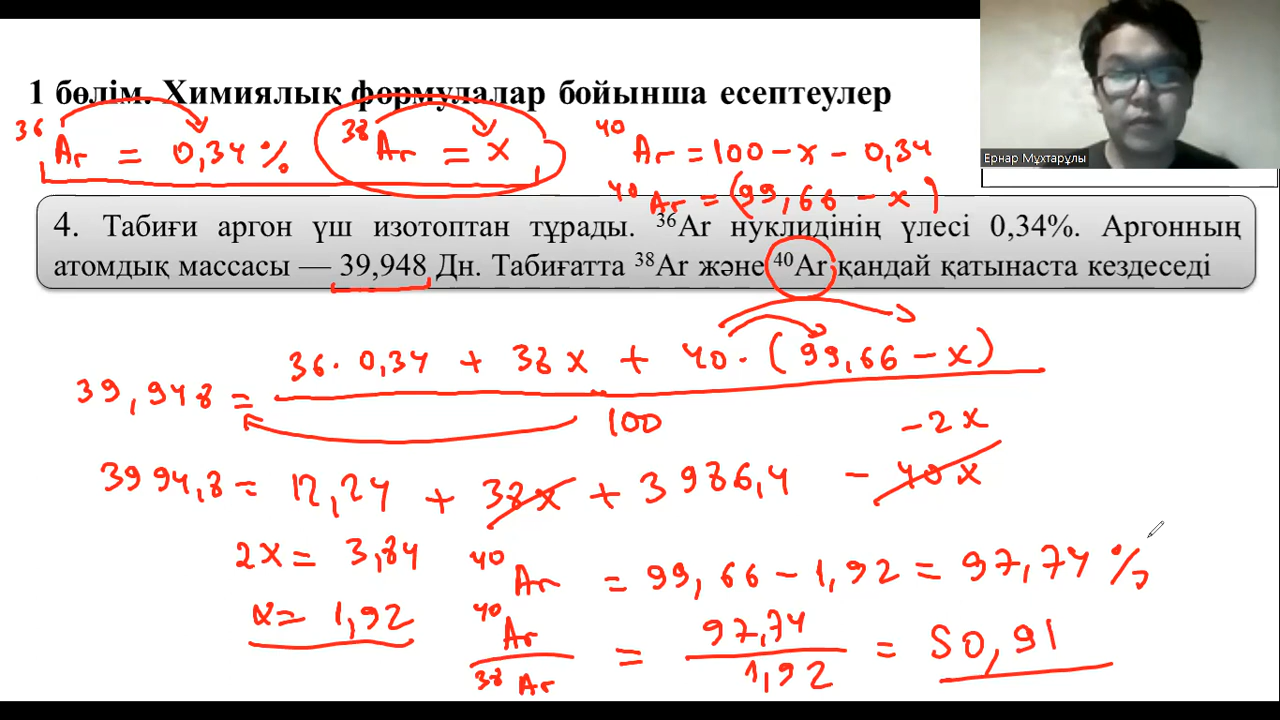 1 бөлім. Химиялық формулалар бойынша есептеулер
³⁶Ar = 0,34% ³⁸Ar = x ⁴⁰Ar = 100 - x - 0,34
⁴⁰Ar = (99,66 - x)
Ернар Мұхтарұлы
4. Табиғи аргон үш изотоптан тұрады. ³⁶Ar нуклидінің үлесі 0,34%. Аргонның
атомдық массасы — 39,948 Дн. Табиғатта ³⁸Ar және ⁴⁰Ar қандай қатынаста кездеседі
36·0,34 + 38x + 40·(99,66 - x)
39,948 =
100
-2x
3994,8 = 12,24 + 38x + 3986,4 - 40x
2x = 3,84
⁴⁰Ar = 99,66 - 1,92 = 97,74%
x = 1,92
⁴⁰Ar 97,74
= = 50,91
³⁸Ar 1,92